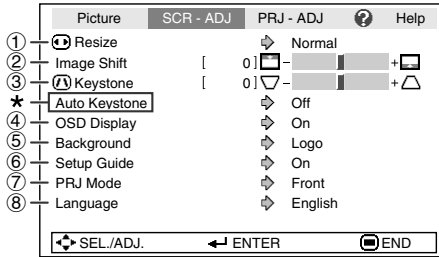 Picture SCR - ADJ PRJ - ADJ ? Help
① Resize Normal
② Image Shift [ 0 ] - +
③ Keystone [ 0 ] - +
* Auto Keystone Off
④ OSD Display On
⑤ Background Logo
⑥ Setup Guide On
⑦ PRJ Mode Front
⑧ Language English
SEL./ADJ. ENTER END